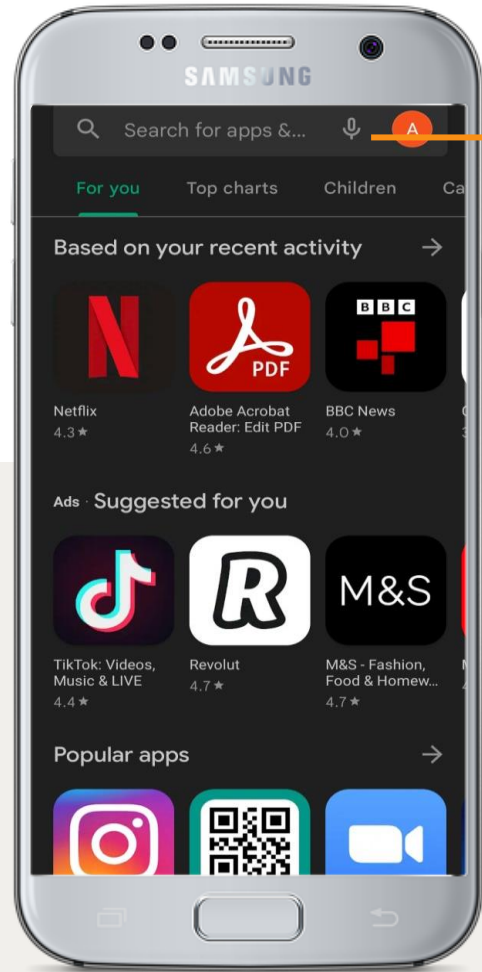 SAMSUNG
Search for apps &...
A
For you
Top charts
Children
Ca
Based on your recent activity
N
PDF
BBC
Netflix
4.3★
Adobe Acrobat
Reader: Edit PDF
4.6★
BBC News
4.0★
Ads · Suggested for you
R
M&S
TikTok: Videos,
Music & LIVE
4.4★
Revolut
4.7★
M&S - Fashion,
Food & Homew...
4.7★
Popular apps